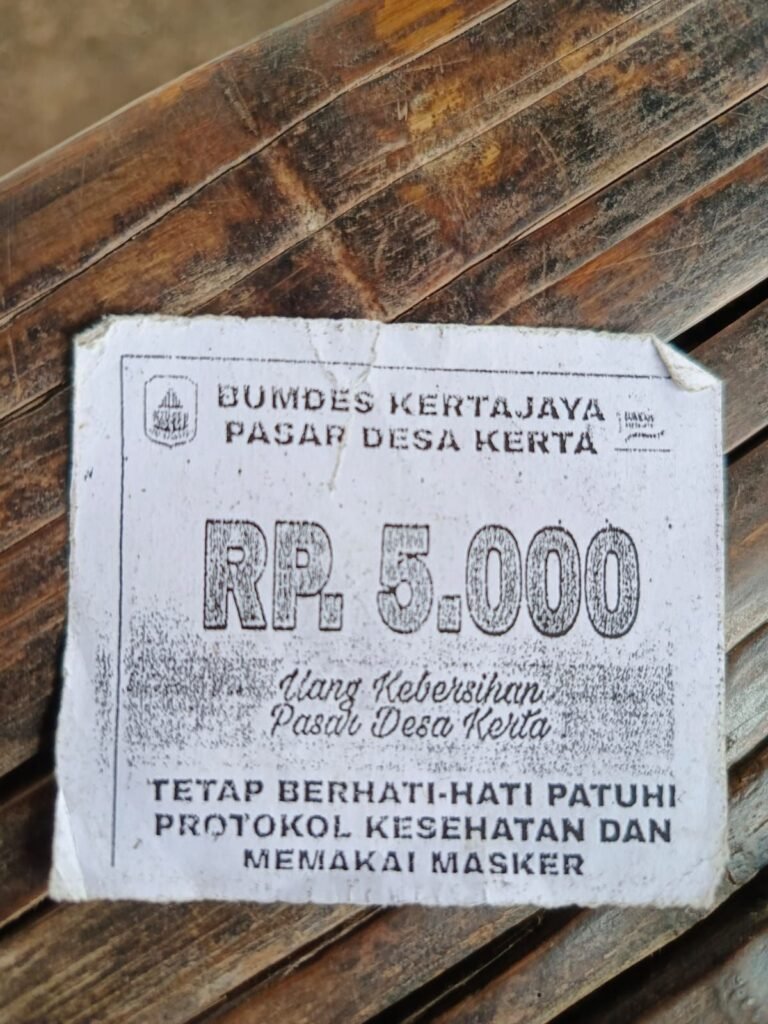 BUMDES KERTAJAYA
PASAR DESA KERTA
RP. 5.000
Uang Kebersihan
Pasar Desa Kerta
TETAP BERHATI-HATI PATUHI
PROTOKOL KESEHATAN DAN
MEMAKAI MASKER